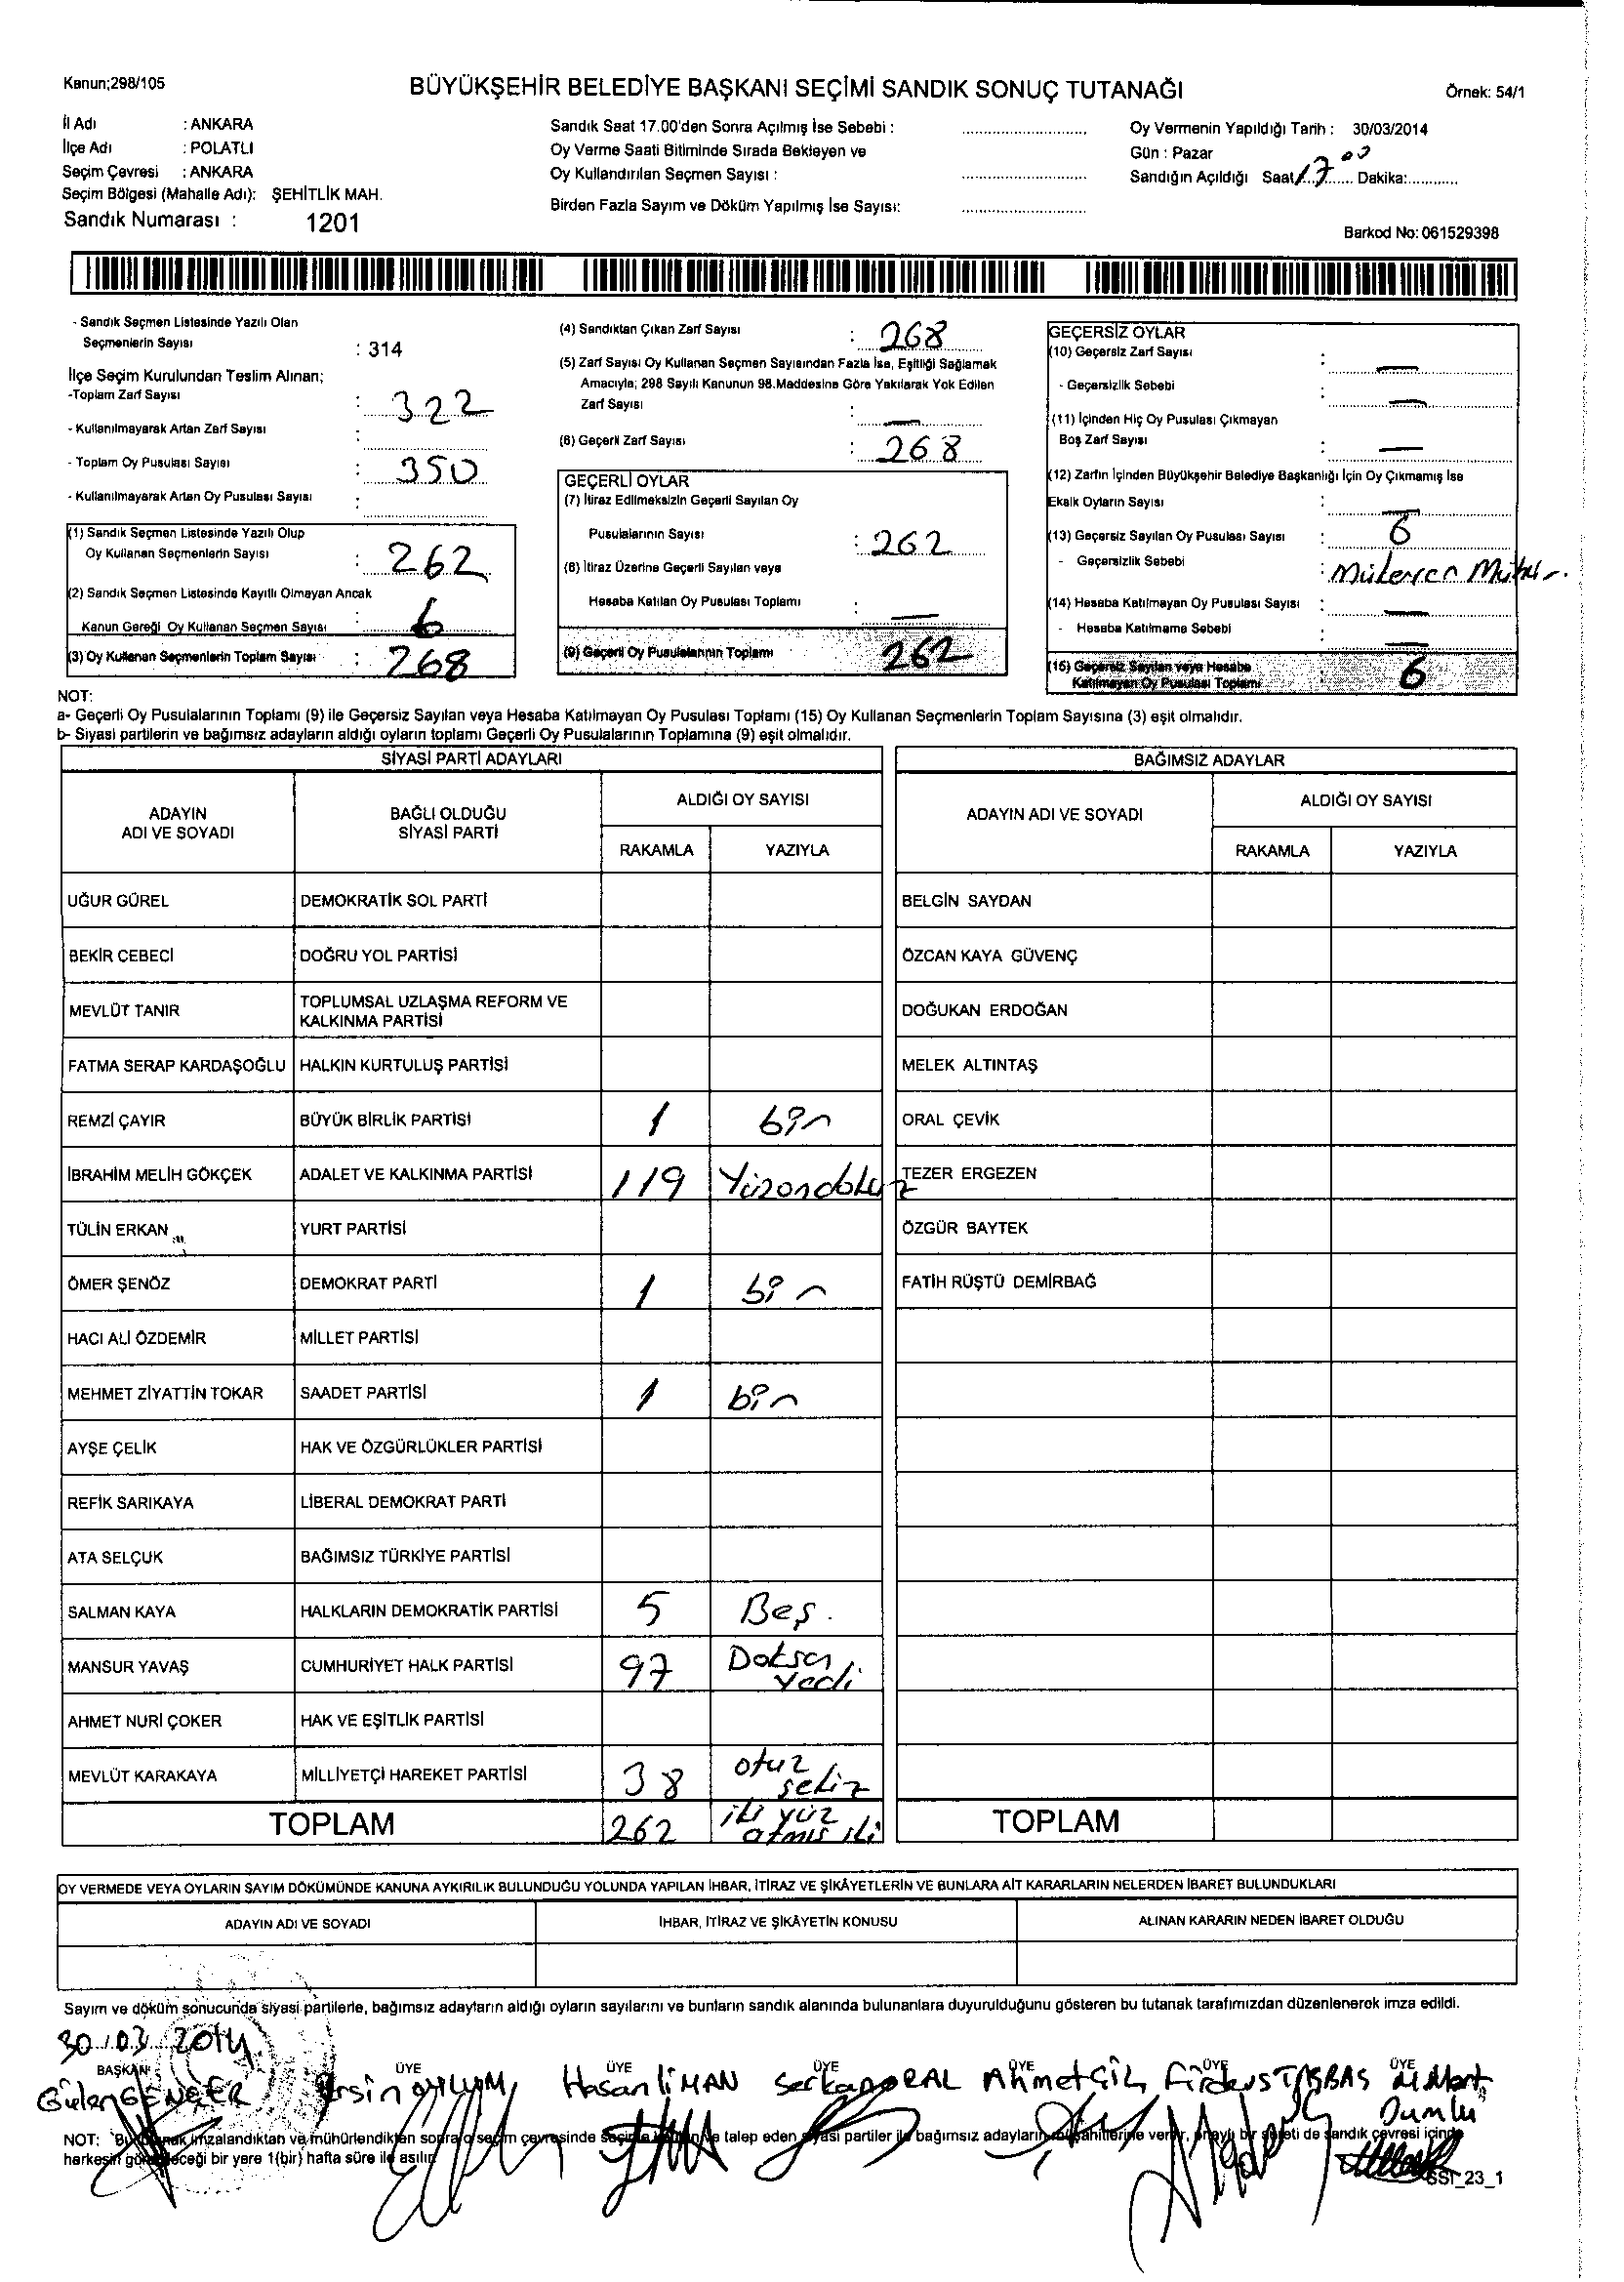 Kanun;298/105
BÜYÜKŞEHİR BELEDİYE BAŞKANI SEÇİMİ SANDIK SONUÇ TUTANAĞI
Örnek: 54/1
İl Adı : ANKARA
İlçe Adı : POLATLI
Seçim Çevresi : ANKARA
Seçim Bölgesi (Mahalle Adı): ŞEHİTLİK MAH.
Sandık Numarası : 1201
Sandık Saat 17.00'den Sonra Açılmış İse Sebebi :
Oy Verme Saati Bitiminde Sırada Bekleyen ve
Oy Kullandırılan Seçmen Sayısı :
Birden Fazla Sayım ve Döküm Yapılmış İse Sayısı:
Oy Vermenin Yapıldığı Tarih : 30/03/2014
Gün : Pazar
Sandığın Açıldığı Saat 17 00 Dakika:
Barkod No: 061529398
- Sandık Seçmen Listesinde Yazılı Olan
Seçmenlerin Sayısı : 314
İlçe Seçim Kurulundan Teslim Alınan;
-Toplam Zarf Sayısı : 322
- Kullanılmayarak Artan Zarf Sayısı :
- Toplam Oy Pusulası Sayısı : 350
- Kullanılmayarak Artan Oy Pusulası Sayısı :
(1) Sandık Seçmen Listesinde Yazılı Olup
Oy Kullanan Seçmenlerin Sayısı : 262
(2) Sandık Seçmen Listesinde Kayıtlı Olmayan Ancak
Kanun Gereği Oy Kullanan Seçmen Sayısı : 6
(3) Oy Kullanan Seçmenlerin Toplam Sayısı : 268
(4) Sandıktan Çıkan Zarf Sayısı : 268
(5) Zarf Sayısı Oy Kullanan Seçmen Sayısından Fazla İse, Eşitliği Sağlamak
Amacıyla; 298 Sayılı Kanunun 98.Maddesine Göre Yakılarak Yok Edilen
Zarf Sayısı : —
(6) Geçerli Zarf Sayısı : 268
GEÇERLİ OYLAR
(7) İtiraz Edilmeksizin Geçerli Sayılan Oy
Pusulalarının Sayısı : 262
(8) İtiraz Üzerine Geçerli Sayılan veya
Hesaba Katılan Oy Pusulası Toplamı : —
(9) Geçerli Oy Pusulalarının Toplamı 262
GEÇERSİZ OYLAR
(10) Geçersiz Zarf Sayısı : —
- Geçersizlik Sebebi : —
(11) İçinden Hiç Oy Pusulası Çıkmayan
Boş Zarf Sayısı : —
(12) Zarfın İçinden Büyükşehir Belediye Başkanlığı İçin Oy Çıkmamış İse
Eksik Oyların Sayısı : —
(13) Geçersiz Sayılan Oy Pusulası Sayısı : 6
- Geçersizlik Sebebi :
(14) Hesaba Katılmayan Oy Pusulası Sayısı : —
- Hesaba Katılmama Sebebi —
(15) Geçersiz Sayılan veya Hesaba
Katılmayan Oy Pusulası Toplamı : 6
NOT:
a- Geçerli Oy Pusulalarının Toplamı (9) ile Geçersiz Sayılan veya Hesaba Katılmayan Oy Pusulası Toplamı (15) Oy Kullanan Seçmenlerin Toplam Sayısına (3) eşit olmalıdır.
b- Siyasi partilerin ve bağımsız adayların aldığı oyların toplamı Geçerli Oy Pusulalarının Toplamına (9) eşit olmalıdır.
SİYASİ PARTİ ADAYLARI
ADAYIN ADI VE SOYADI BAĞLI OLDUĞU SİYASİ PARTİ ALDIĞI OY SAYISI
RAKAMLA YAZIYLA
UĞUR GÜREL DEMOKRATİK SOL PARTİ
BEKİR CEBECİ DOĞRU YOL PARTİSİ
MEVLÜT TANIR TOPLUMSAL UZLAŞMA REFORM VE KALKINMA PARTİSİ
FATMA SERAP KARDAŞOĞLU HALKIN KURTULUŞ PARTİSİ
REMZİ ÇAYIR BÜYÜK BİRLİK PARTİSİ 1 bir
İBRAHİM MELİH GÖKÇEK ADALET VE KALKINMA PARTİSİ 119 Yüzondokuz
TÜLİN ERKAN YURT PARTİSİ
ÖMER ŞENÖZ DEMOKRAT PARTİ 1 bir
HACI ALİ ÖZDEMİR MİLLET PARTİSİ
MEHMET ZİYATTİN TOKAR SAADET PARTİSİ 1 bir
AYŞE ÇELİK HAK VE ÖZGÜRLÜKLER PARTİSİ
REFİK SARIKAYA LİBERAL DEMOKRAT PARTİ
ATA SELÇUK BAĞIMSIZ TÜRKİYE PARTİSİ
SALMAN KAYA HALKLARIN DEMOKRATİK PARTİSİ 5 Beş.
MANSUR YAVAŞ CUMHURİYET HALK PARTİSİ 97 Doksan yedi
AHMET NURİ ÇOKER HAK VE EŞİTLİK PARTİSİ
MEVLÜT KARAKAYA MİLLİYETÇİ HAREKET PARTİSİ 38 otuz sekiz
TOPLAM 262 iki yüz atmış iki
BAĞIMSIZ ADAYLAR
ADAYIN ADI VE SOYADI ALDIĞI OY SAYISI
RAKAMLA YAZIYLA
BELGİN SAYDAN
ÖZCAN KAYA GÜVENÇ
DOĞUKAN ERDOĞAN
MELEK ALTINTAŞ
ORAL ÇEVİK
TEZER ERGEZEN
ÖZGÜR BAYTEK
FATİH RÜŞTÜ DEMİRBAĞ
TOPLAM
OY VERMEDE VEYA OYLARIN SAYIM DÖKÜMÜNDE KANUNA AYKIRILIK BULUNDUĞU YOLUNDA YAPILAN İHBAR, İTİRAZ VE ŞİKÂYETLERİN VE BUNLARA AİT KARARLARIN NELERDEN İBARET BULUNDUKLARI
ADAYIN ADI VE SOYADI İHBAR, İTİRAZ VE ŞİKÂYETİN KONUSU ALINAN KARARIN NEDEN İBARET OLDUĞU
Sayım ve döküm sonucunda siyasi partilerle, bağımsız adayların aldığı oyların sayılarını ve bunların sandık alanında bulunanlara duyurulduğunu gösteren bu tutanak tarafımızdan düzenlenerek imza edildi.
30/03/2014
BAŞKAN ÜYE ÜYE ÜYE ÜYE ÜYE ÜYE
Gülen GENÇER Hasan LİMAN Serkan ORAL Ahmet ÇİL Firdevs TAŞBAŞ
NOT: Bu tutanak imzalandıktan ve mühürlendikten sonra o seçim çevresinde seçime talep eden siyasi partiler ile bağımsız adayların müşahitlerine verilir, onaylı bir sureti de sandık çevresi içinde
herkesin göreceği bir yere 1(bir) hafta süre ile asılır.
SST_23_1